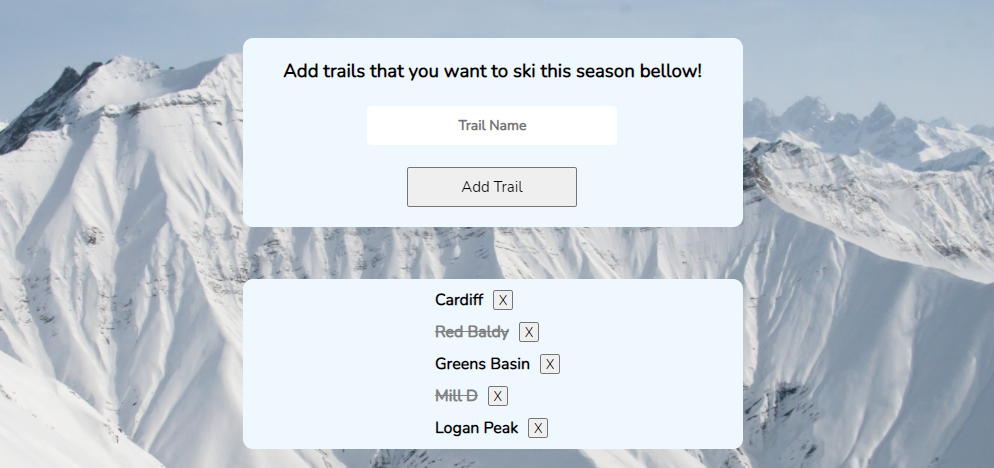 Add trails that you want to ski this season bellow!
Trail Name
Add Trail
Cardiff X
Red Baldy X
Greens Basin X
Mill D X
Logan Peak X